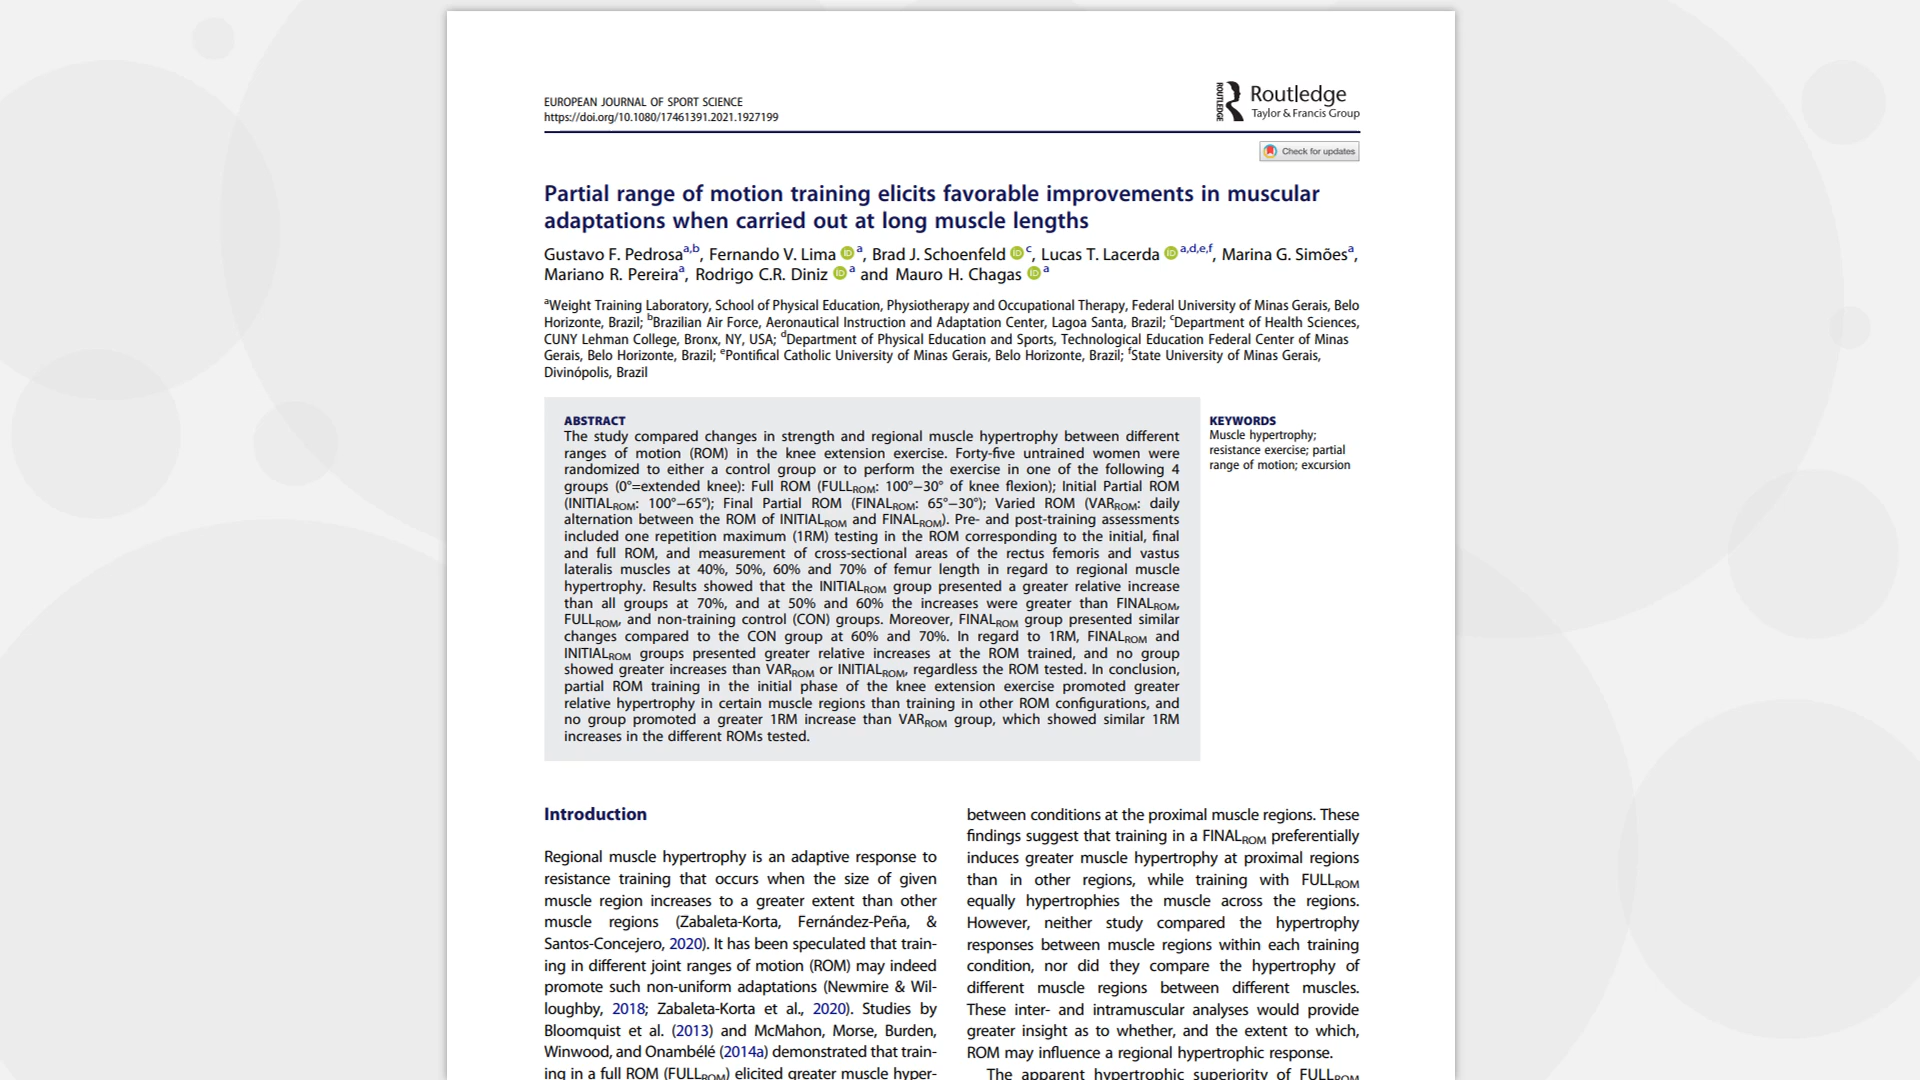 EUROPEAN JOURNAL OF SPORT SCIENCE
https://doi.org/10.1080/17461391.2021.1927199
ROUTLEDGE
Routledge
Taylor & Francis Group
Check for updates
Partial range of motion training elicits favorable improvements in muscular
adaptations when carried out at long muscle lengths
Gustavo F. Pedrosaa,b, Fernando V. Lima iD a, Brad J. Schoenfeld iD c, Lucas T. Lacerda iD a,d,e,f, Marina G. Simõesa,
Mariano R. Pereiraa, Rodrigo C.R. Diniz iD a and Mauro H. Chagas iD a
aWeight Training Laboratory, School of Physical Education, Physiotherapy and Occupational Therapy, Federal University of Minas Gerais, Belo
Horizonte, Brazil; bBrazilian Air Force, Aeronautical Instruction and Adaptation Center, Lagoa Santa, Brazil; cDepartment of Health Sciences,
CUNY Lehman College, Bronx, NY, USA; dDepartment of Physical Education and Sports, Technological Education Federal Center of Minas
Gerais, Belo Horizonte, Brazil; ePontifical Catholic University of Minas Gerais, Belo Horizonte, Brazil; fState University of Minas Gerais,
Divinópolis, Brazil
ABSTRACT
The study compared changes in strength and regional muscle hypertrophy between different
ranges of motion (ROM) in the knee extension exercise. Forty-five untrained women were
randomized to either a control group or to perform the exercise in one of the following 4
groups (0°=extended knee): Full ROM (FULLROM: 100°−30° of knee flexion); Initial Partial ROM
(INITIALROM: 100°−65°); Final Partial ROM (FINALROM: 65°−30°); Varied ROM (VARROM: daily
alternation between the ROM of INITIALROM and FINALROM). Pre- and post-training assessments
included one repetition maximum (1RM) testing in the ROM corresponding to the initial, final
and full ROM, and measurement of cross-sectional areas of the rectus femoris and vastus
lateralis muscles at 40%, 50%, 60% and 70% of femur length in regard to regional muscle
hypertrophy. Results showed that the INITIALROM group presented a greater relative increase
than all groups at 70%, and at 50% and 60% the increases were greater than FINALROM,
FULLROM, and non-training control (CON) groups. Moreover, FINALROM group presented similar
changes compared to the CON group at 60% and 70%. In regard to 1RM, FINALROM and
INITIALROM groups presented greater relative increases at the ROM trained, and no group
showed greater increases than VARROM or INITIALROM, regardless the ROM tested. In conclusion,
partial ROM training in the initial phase of the knee extension exercise promoted greater
relative hypertrophy in certain muscle regions than training in other ROM configurations, and
no group promoted a greater 1RM increase than VARROM group, which showed similar 1RM
increases in the different ROMs tested.
KEYWORDS
Muscle hypertrophy;
resistance exercise; partial
range of motion; excursion
Introduction
Regional muscle hypertrophy is an adaptive response to
resistance training that occurs when the size of given
muscle region increases to a greater extent than other
muscle regions (Zabaleta-Korta, Fernández-Peña, &
Santos-Concejero, 2020). It has been speculated that train-
ing in different joint ranges of motion (ROM) may indeed
promote such non-uniform adaptations (Newmire & Wil-
loughby, 2018; Zabaleta-Korta et al., 2020). Studies by
Bloomquist et al. (2013) and McMahon, Morse, Burden,
Winwood, and Onambélé (2014a) demonstrated that train-
ing in a full ROM (FULLROM) elicited greater muscle hyper-
between conditions at the proximal muscle regions. These
findings suggest that training in a FINALROM preferentially
induces greater muscle hypertrophy at proximal regions
than in other regions, while training with FULLROM
equally hypertrophies the muscle across the regions.
However, neither study compared the hypertrophy
responses between muscle regions within each training
condition, nor did they compare the hypertrophy of
different muscle regions between different muscles.
These inter- and intramuscular analyses would provide
greater insight as to whether, and the extent to which,
ROM may influence a regional hypertrophic response.
The apparent hypertrophic superiority of FULLROM